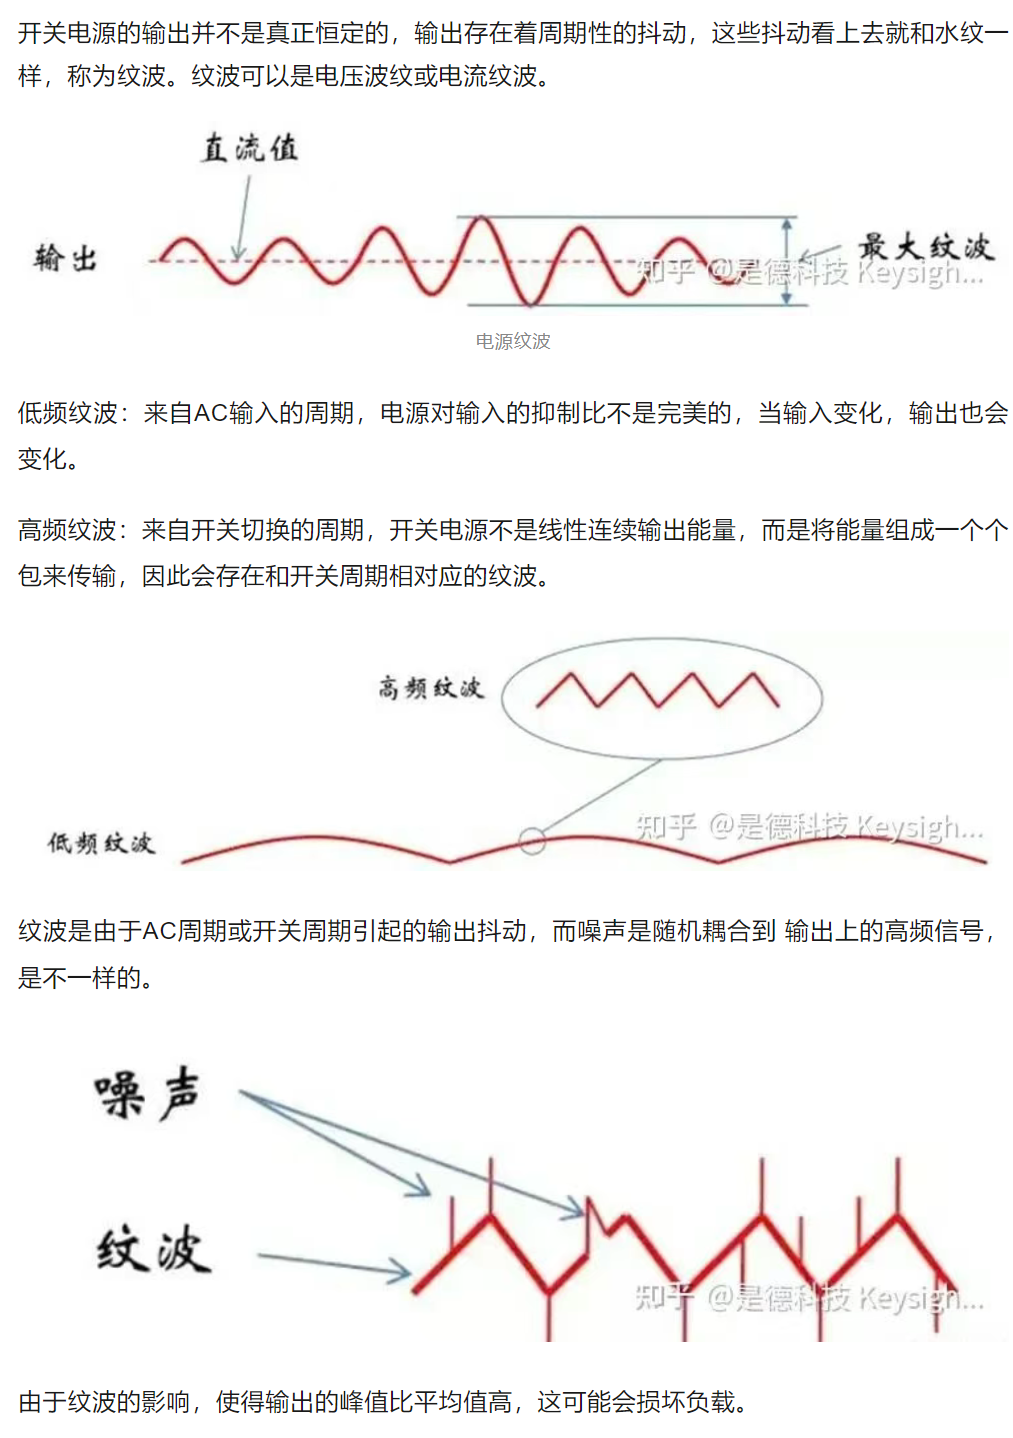 开关电源的输出并不是真正恒定的，输出存在着周期性的抖动，这些抖动看上去就和水纹一
样，称为纹波。纹波可以是电压波纹或电流纹波。
直流值
输出
最大纹波
知乎 @是德科技 Keysigh...
电源纹波
低频纹波：来自AC输入的周期，电源对输入的抑制比不是完美的，当输入变化，输出也会
变化。
高频纹波：来自开关切换的周期，开关电源不是线性连续输出能量，而是将能量组成一个个
包来传输，因此会存在和开关周期相对应的纹波。
高频纹波
知乎 @是德科技 Keysigh...
低频纹波
纹波是由于AC周期或开关周期引起的输出抖动，而噪声是随机耦合到 输出上的高频信号，
是不一样的。
噪声
纹波
知乎 @是德科技 Keysigh...
由于纹波的影响，使得输出的峰值比平均值高，这可能会损坏负载。